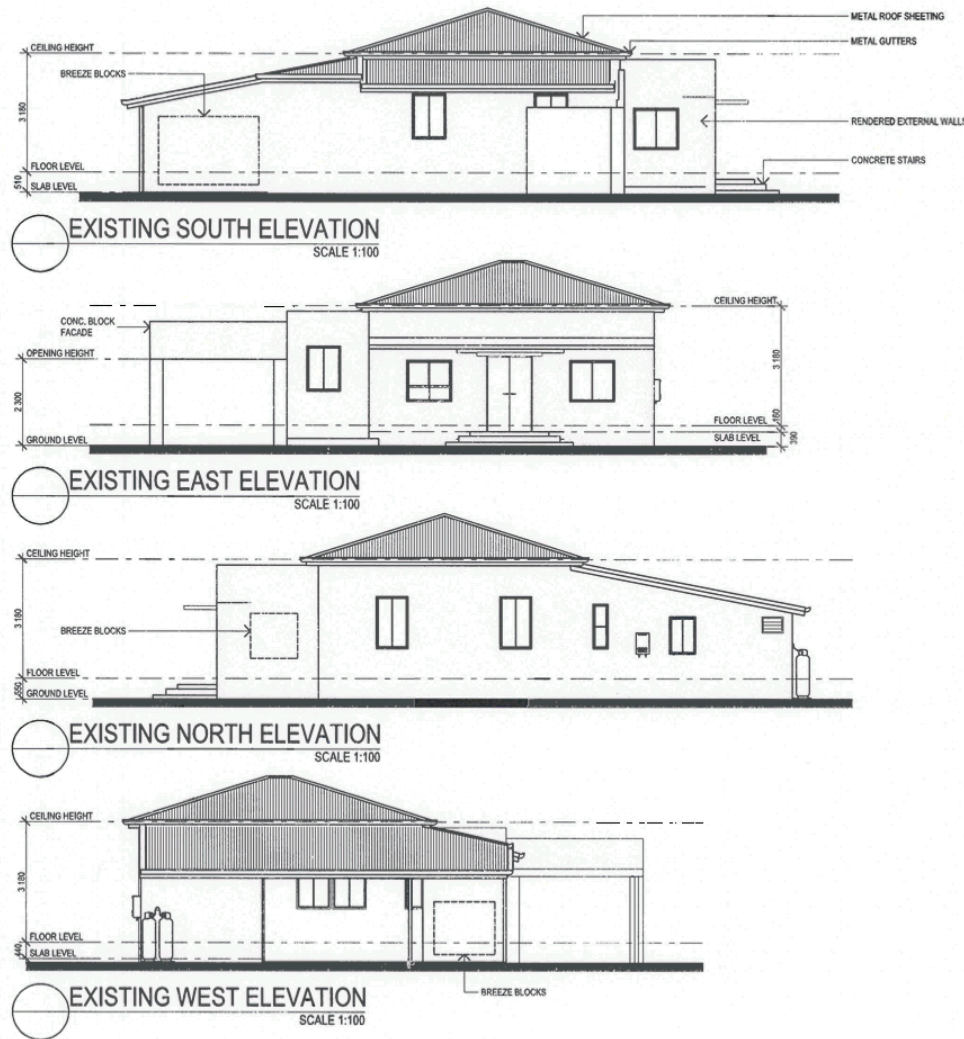 METAL ROOF SHEETING
CEILING HEIGHT
METAL GUTTERS
BREEZE BLOCKS
3 180
RENDERED EXTERNAL WALLS
FLOOR LEVEL
CONCRETE STAIRS
510
SLAB LEVEL
EXISTING SOUTH ELEVATION
SCALE 1:100
CEILING HEIGHT
CONC. BLOCK
FACADE
OPENING HEIGHT
3 180
2 300
FLOOR LEVEL
160
GROUND LEVEL
SLAB LEVEL
390
EXISTING EAST ELEVATION
SCALE 1:100
CEILING HEIGHT
3 180
BREEZE BLOCKS
FLOOR LEVEL
550
GROUND LEVEL
EXISTING NORTH ELEVATION
SCALE 1:100
CEILING HEIGHT
3 180
FLOOR LEVEL
440
SLAB LEVEL
BREEZE BLOCKS
EXISTING WEST ELEVATION
SCALE 1:100